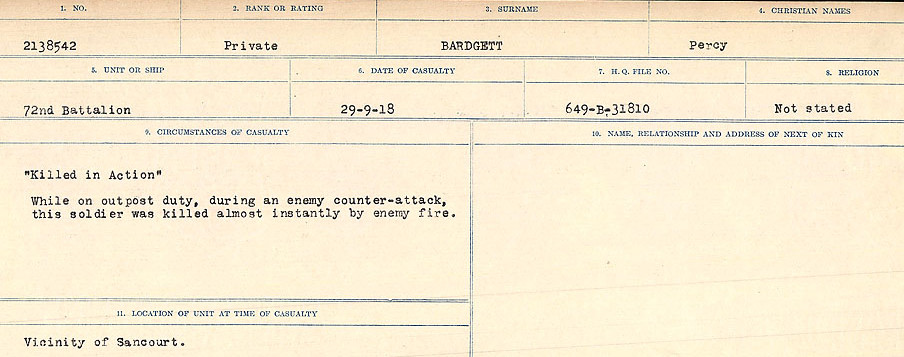 1. NO. 2. RANK OR RATING 3. SURNAME 4. CHRISTIAN NAMES
2138542 Private BARDGETT Percy
5. UNIT OR SHIP 6. DATE OF CASUALTY 7. H. Q. FILE NO. 8. RELIGION
72nd Battalion 29-9-18 649-B-31810 Not stated
9. CIRCUMSTANCES OF CASUALTY 10. NAME, RELATIONSHIP AND ADDRESS OF NEXT OF KIN
"Killed in Action"
While on outpost duty, during an enemy counter-attack,
this soldier was killed almost instantly by enemy fire.
11. LOCATION OF UNIT AT TIME OF CASUALTY
Vicinity of Sancourt.